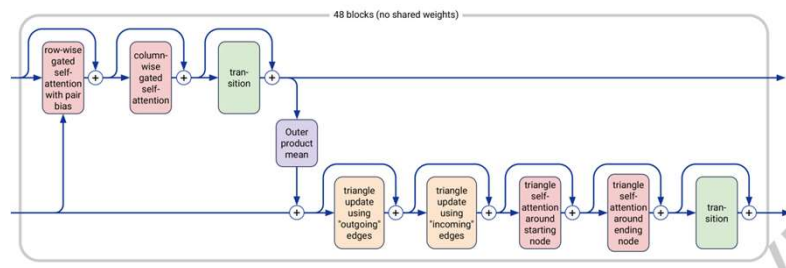 48 blocks (no shared weights)
row-wise
gated
self-
attention
with pair
bias
+
column-
wise
gated
self-
attention
+
tran-
sition
+
Outer
product
mean
+
triangle
update
using
"outgoing"
edges
+
triangle
update
using
"incoming"
edges
+
triangle
self-
attention
around
starting
node
+
triangle
self-
attention
around
ending
node
+
tran-
sition
+